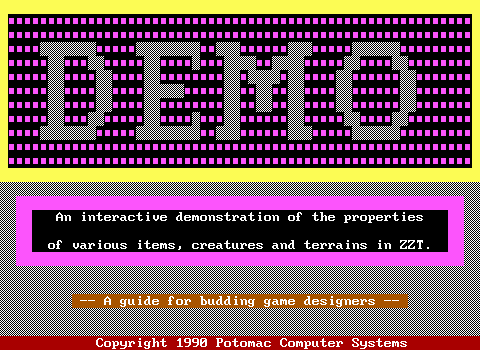 DEMO
An interactive demonstration of the properties
of various items, creatures and terrains in ZZT.
-- A guide for budding game designers --
Copyright 1990 Potomac Computer Systems